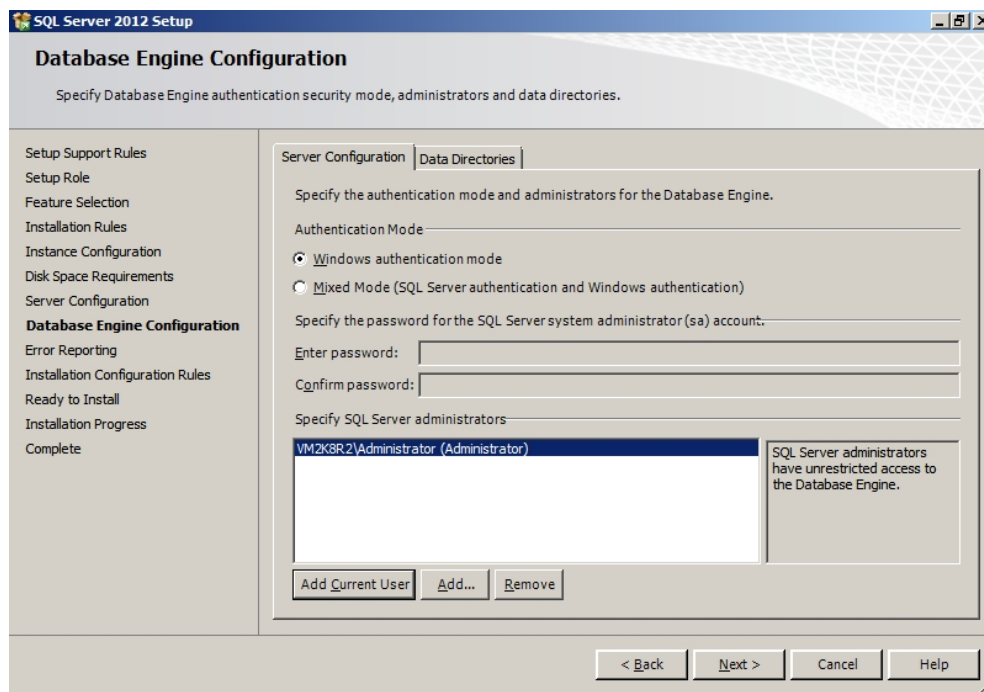 SQL Server 2012 Setup
Database Engine Configuration
Specify Database Engine authentication security mode, administrators and data directories.
Setup Support Rules
Setup Role
Feature Selection
Installation Rules
Instance Configuration
Disk Space Requirements
Server Configuration
Database Engine Configuration
Error Reporting
Installation Configuration Rules
Ready to Install
Installation Progress
Complete
Server Configuration
Data Directories
Specify the authentication mode and administrators for the Database Engine.
Authentication Mode
Windows authentication mode
Mixed Mode (SQL Server authentication and Windows authentication)
Specify the password for the SQL Server system administrator (sa) account.
Enter password:
Confirm password:
Specify SQL Server administrators
VM2K8R2\Administrator (Administrator)
SQL Server administrators
have unrestricted access to
the Database Engine.
Add Current User
Add...
Remove
< Back
Next >
Cancel
Help